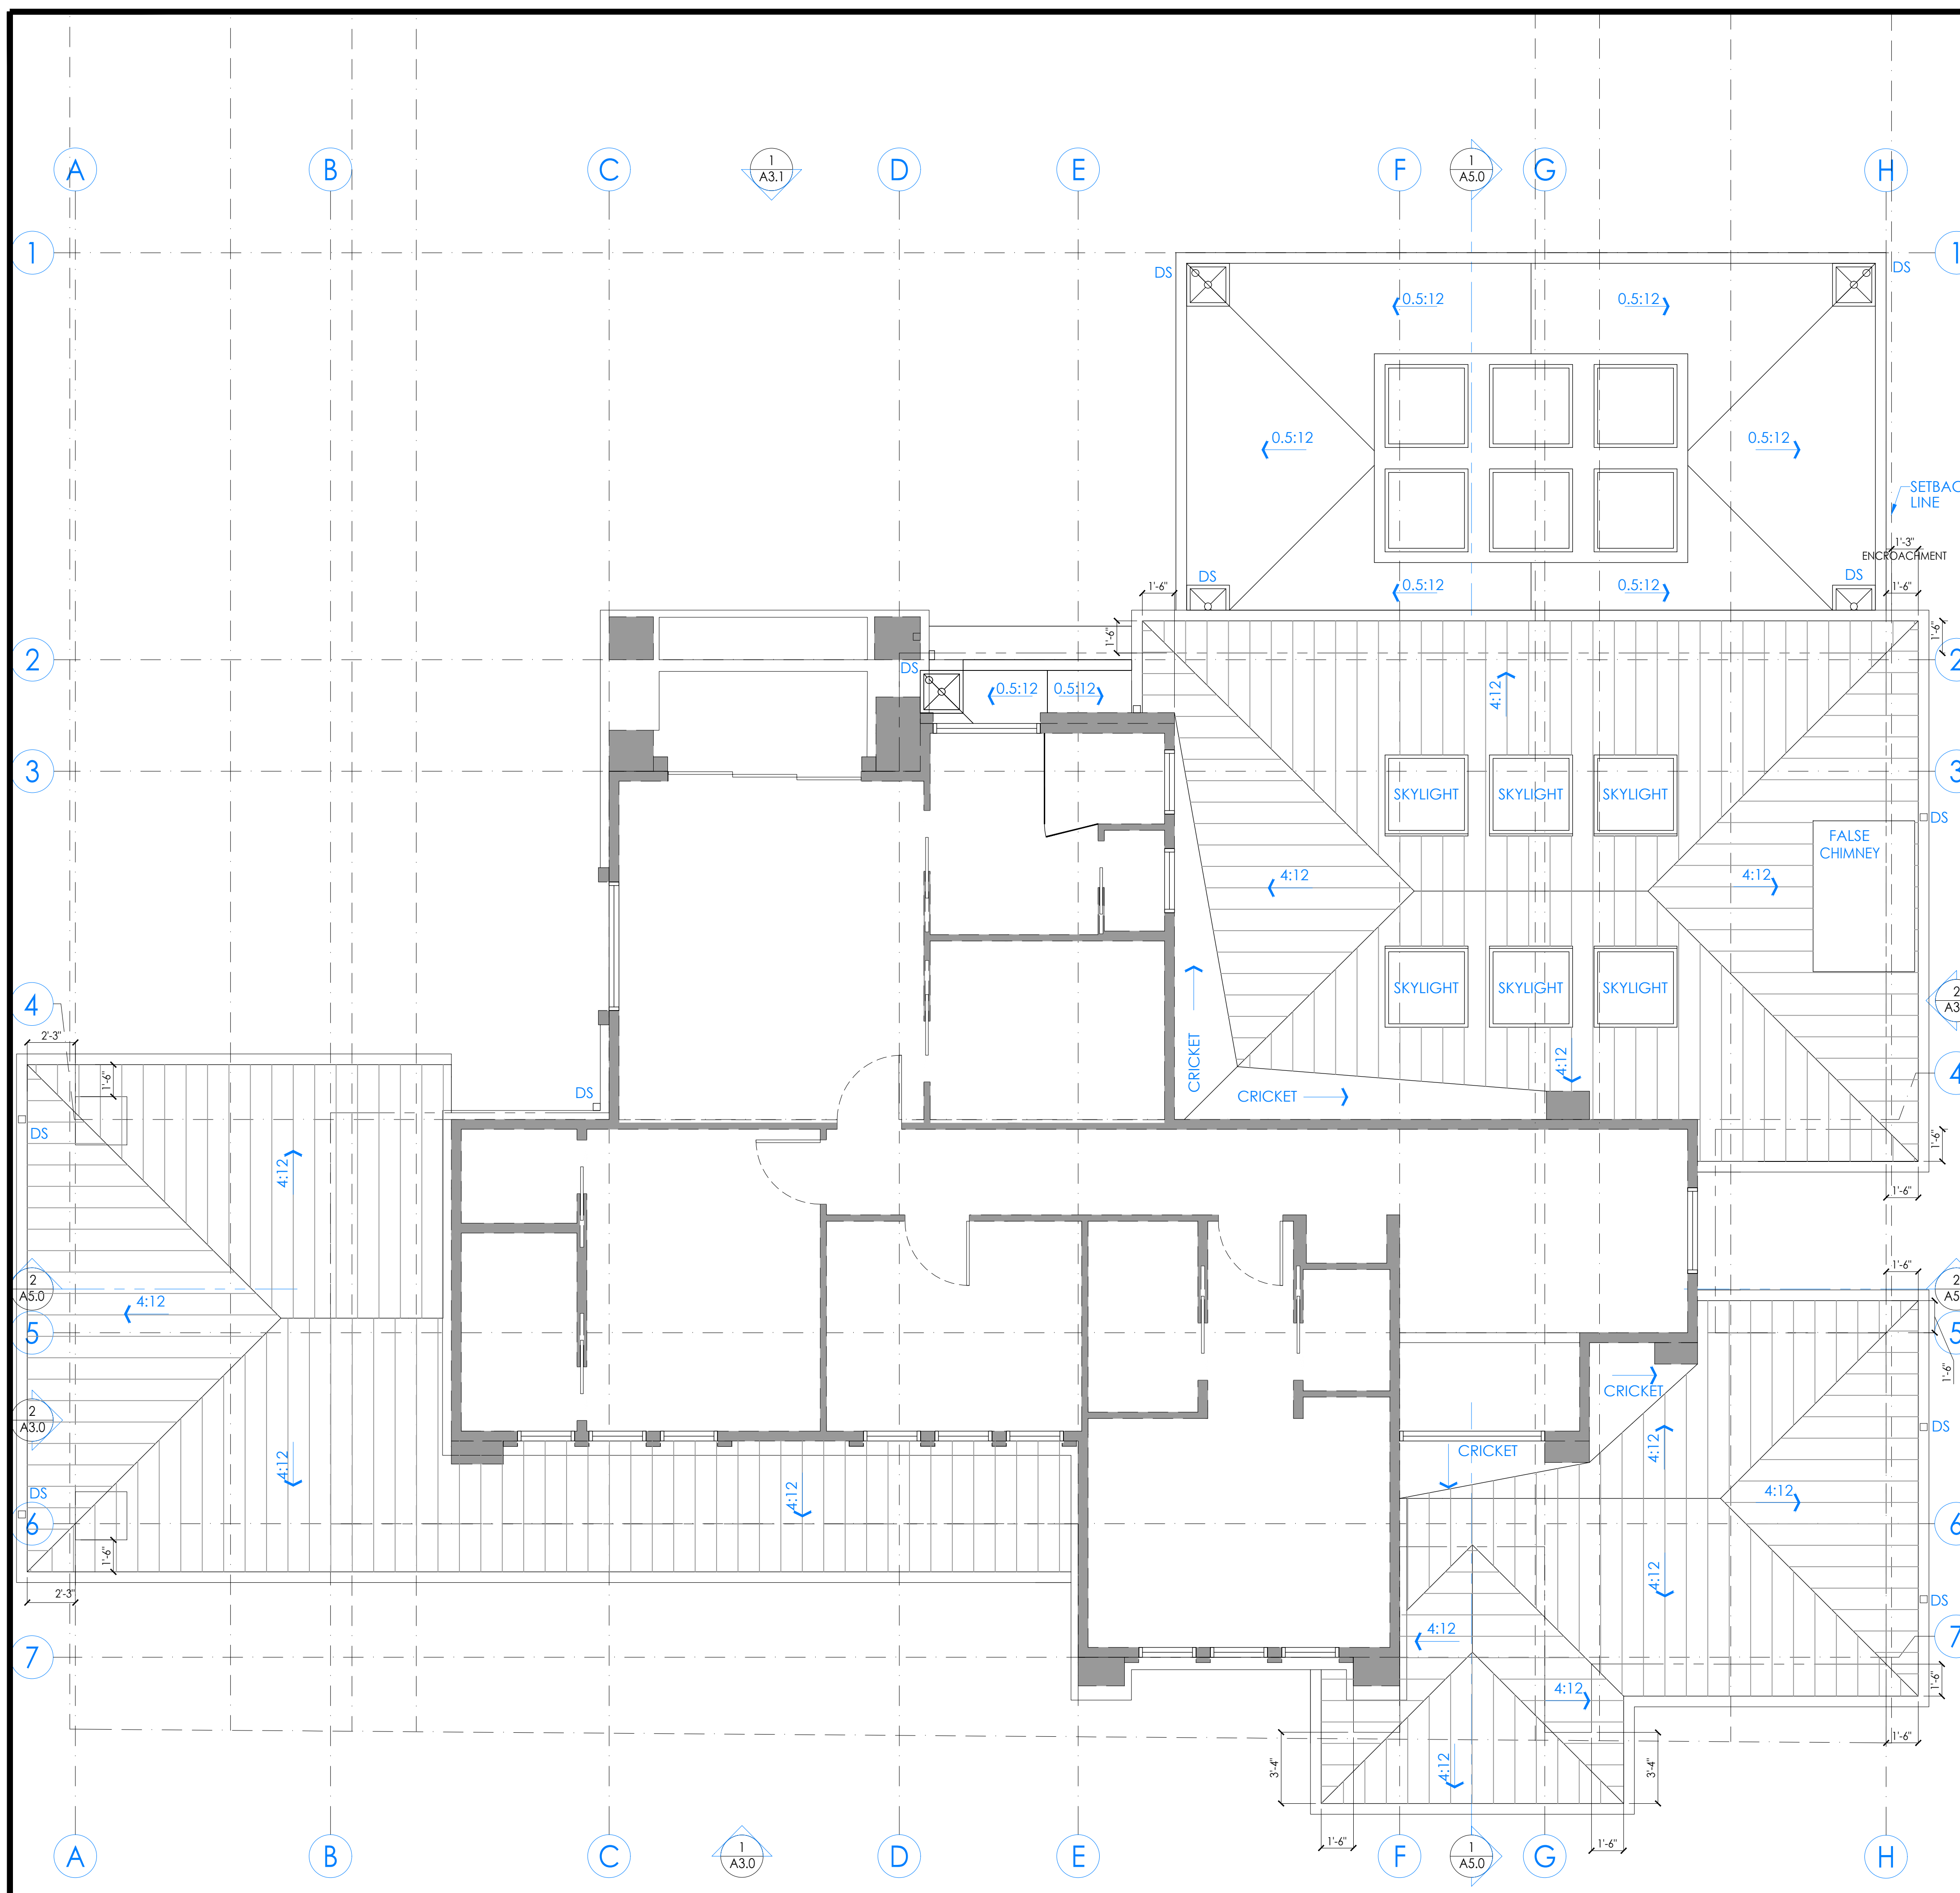 A
B
C
1
A3.1
D
E
F
1
A5.0
G
H
1
1
DS
DS
0.5:12
0.5:12
0.5:12
0.5:12
SETBAC
LINE
1'-3"
ENCROACHMENT
DS
DS
0.5:12
0.5:12
1'-6"
1'-6"
1'-6"
1'-6"
2
2
DS
0.5:12
0.5:12
4:12
3
3
SKYLIGHT
SKYLIGHT
SKYLIGHT
DS
FALSE
CHIMNEY
4:12
4:12
SKYLIGHT
SKYLIGHT
SKYLIGHT
2
A3
4
2'-3"
CRICKET
4:12
4
1'-6"
DS
CRICKET
DS
1'-6"
4:12
1'-6"
2
A5.0
4:12
1'-6"
2
A5
5
5
1'-6"
CRICKET
2
A3.0
DS
4:12
CRICKET
4:12
DS
4:12
4:12
6
6
1'-6"
4:12
2'-3"
DS
4:12
7
7
1'-6"
4:12
1'-6"
3'-4"
4:12
3'-4"
1'-6"
1'-6"
A
B
C
1
A3.0
D
E
F
1
A5.0
G
H